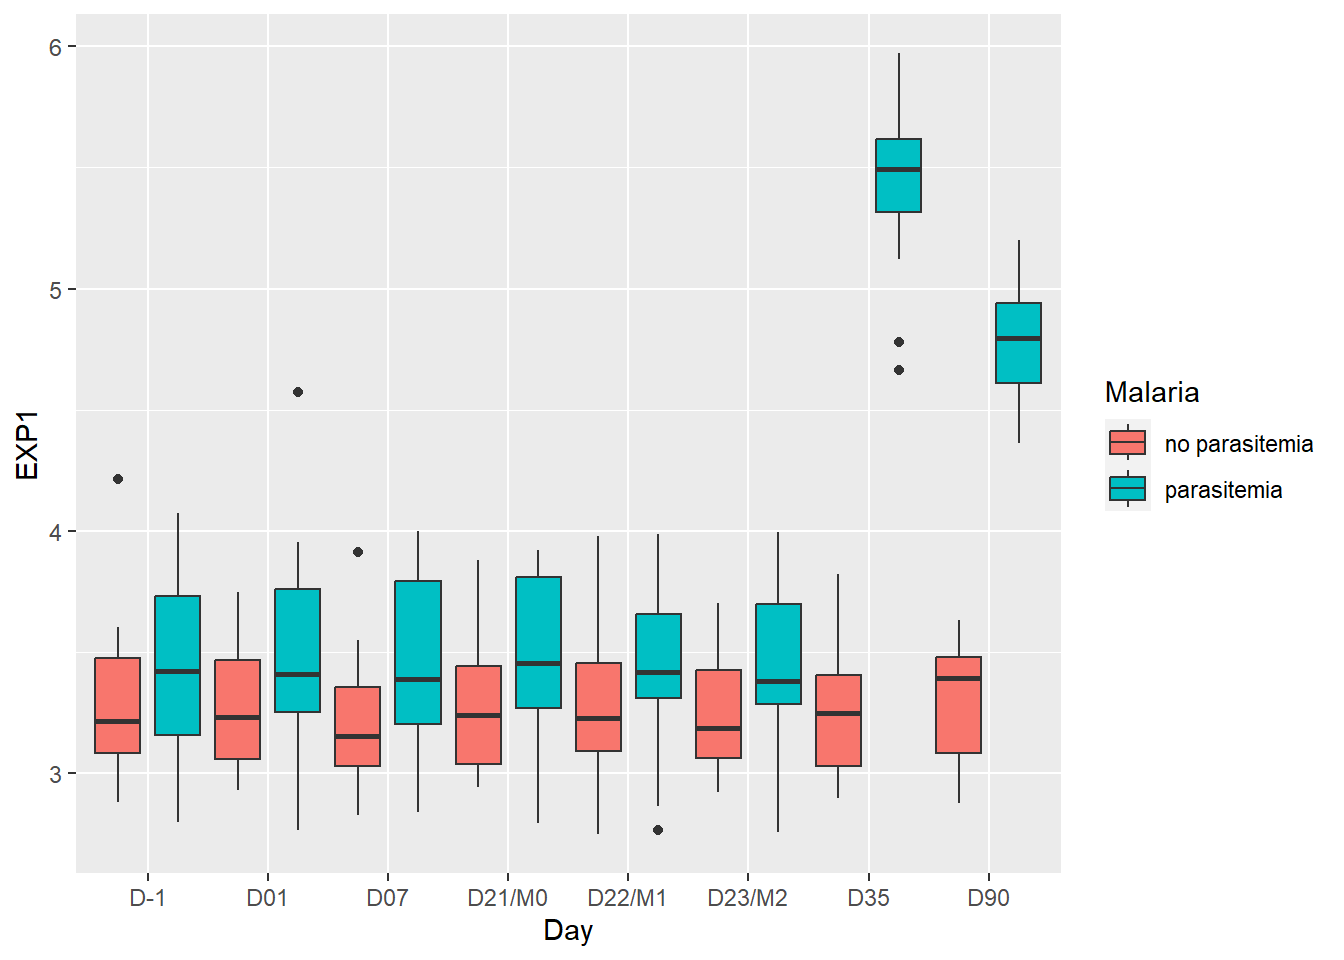 6
5
4
3
EXP1
D-1 D01 D07 D21/M0 D22/M1 D23/M2 D35 D90
Day
Malaria
no parasitemia
parasitemia